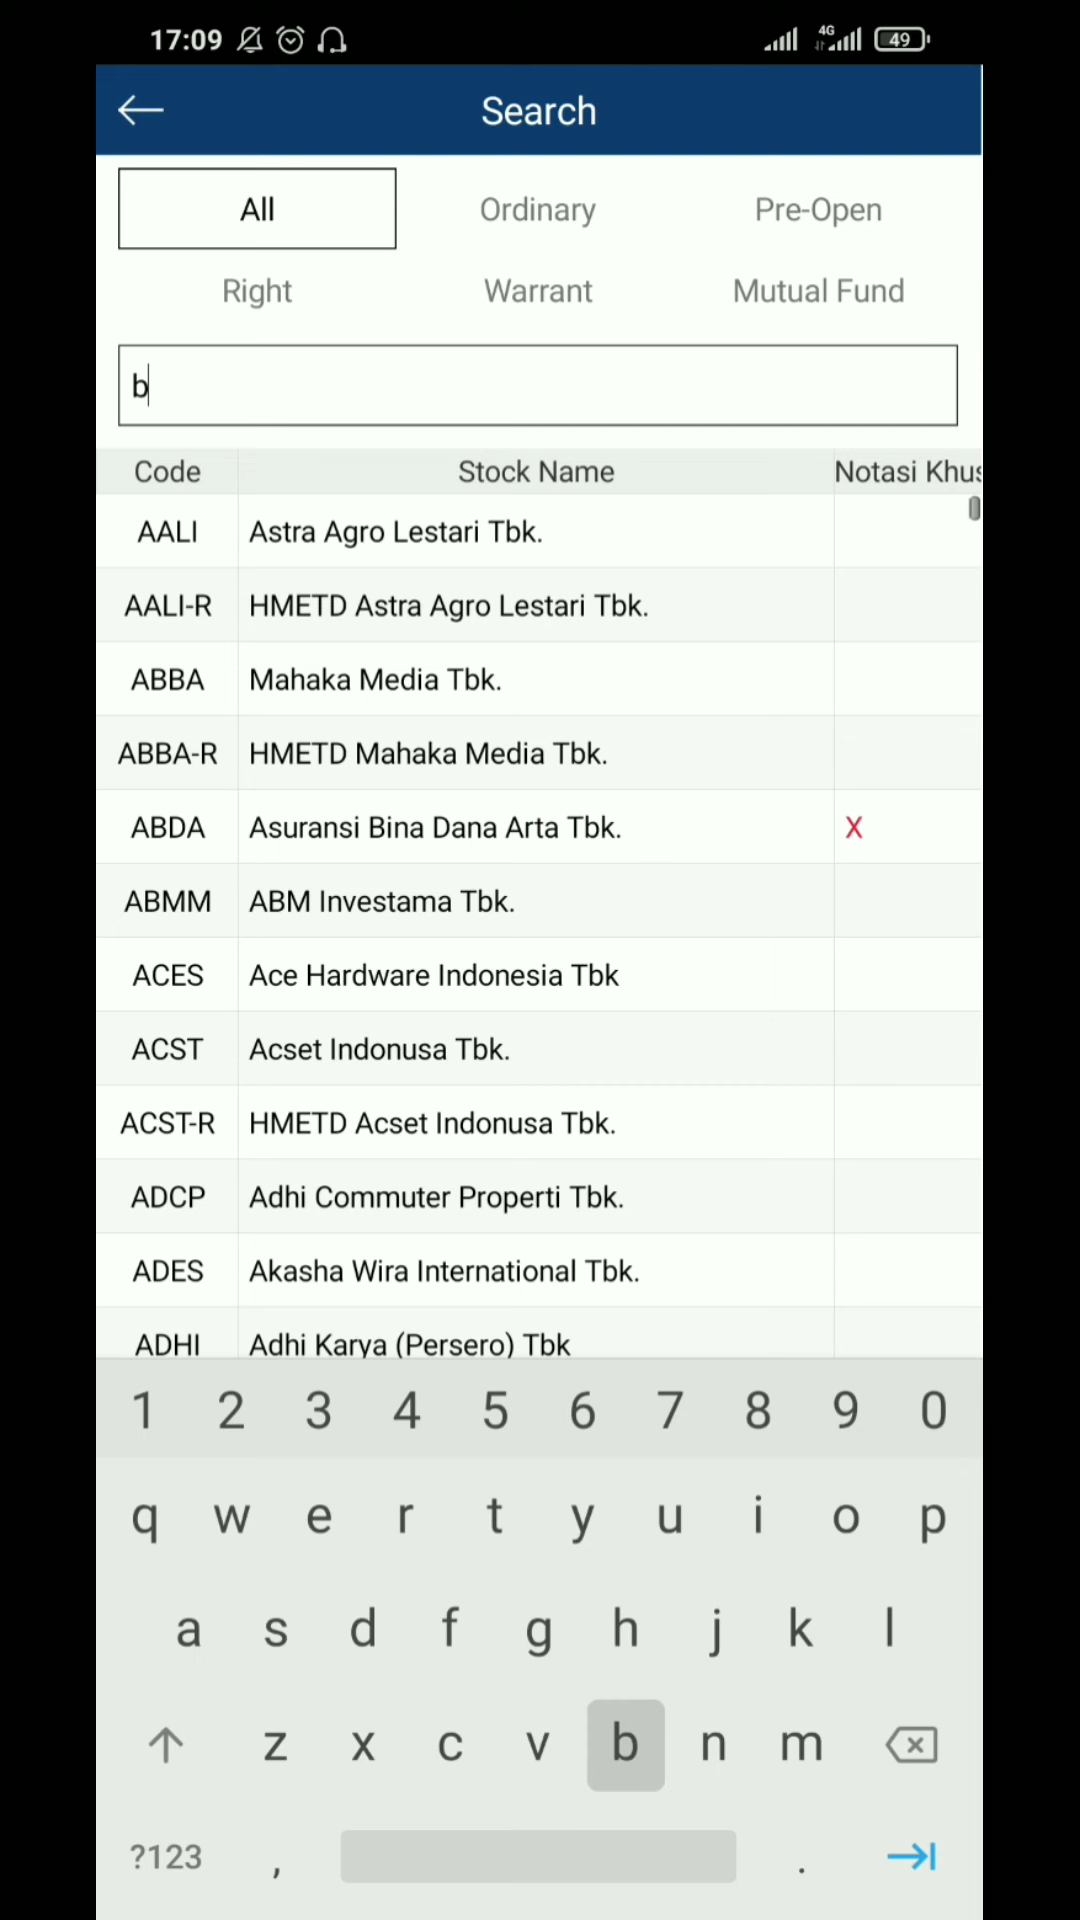 17:09 4G 49
Search
All Ordinary Pre-Open
Right Warrant Mutual Fund
b
Code Stock Name Notasi Khus
AALI Astra Agro Lestari Tbk.
AALI-R HMETD Astra Agro Lestari Tbk.
ABBA Mahaka Media Tbk.
ABBA-R HMETD Mahaka Media Tbk.
ABDA Asuransi Bina Dana Arta Tbk. X
ABMM ABM Investama Tbk.
ACES Ace Hardware Indonesia Tbk
ACST Acset Indonusa Tbk.
ACST-R HMETD Acset Indonusa Tbk.
ADCP Adhi Commuter Properti Tbk.
ADES Akasha Wira International Tbk.
ADHI Adhi Karya (Persero) Tbk
1 2 3 4 5 6 7 8 9 0
q w e r t y u i o p
a s d f g h j k l
z x c v b n m
?123 , .